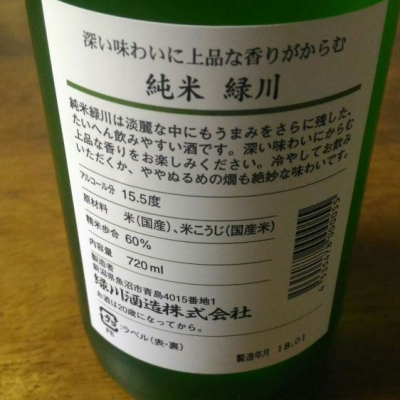 深い味わいに上品な香りがからむ
純米 緑川
純米緑川は淡麗な中にもうまみをさらに残した、
たいへん飲みやすい酒です。深い味わいにからむ
上品な香りをお楽しみください。冷やしてお飲み
いただくか、ややぬるめの燗も絶妙な味わいです。
アルコール分 15.5度
原材料 米(国産)、米こうじ(国産米)
精米歩合 60%
内容量 720ml
製造者
新潟県魚沼市青島4015番地1
緑川酒造株式会社
お酒は20歳になってから。
紙 ラベル(表・裏)
製造年月 18.01